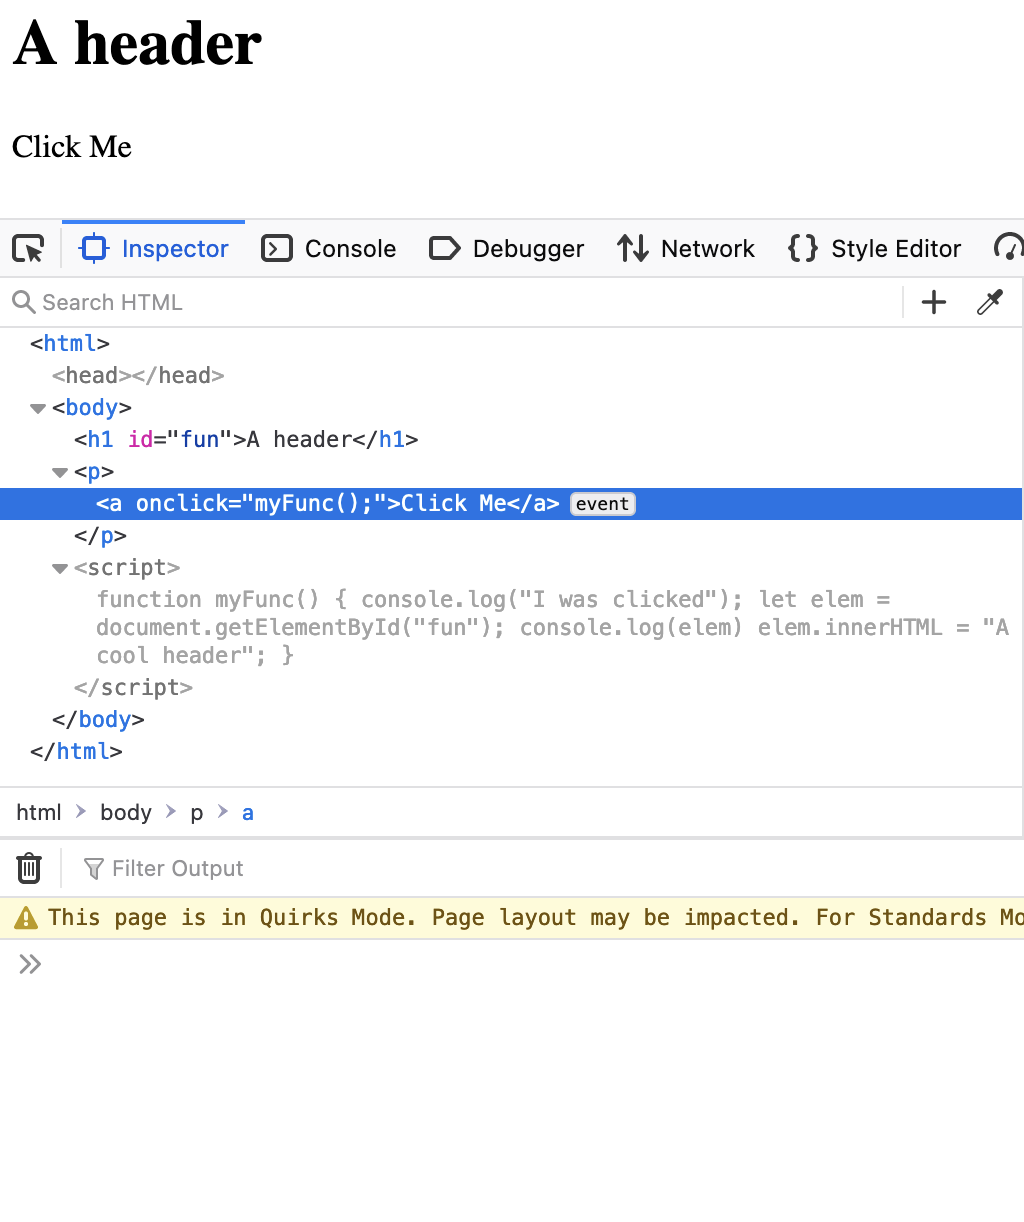 A header
Click Me
Inspector Console Debugger Network {} Style Editor
Search HTML
<html>
<head></head>
<body>
<h1 id="fun">A header</h1>
<p>
<a onclick="myFunc();">Click Me</a> event
</p>
<script>
function myFunc() { console.log("I was clicked"); let elem =
document.getElementById("fun"); console.log(elem) elem.innerHTML = "A
cool header"; }
</script>
</body>
</html>
html body p a
Filter Output
This page is in Quirks Mode. Page layout may be impacted. For Standards Mo